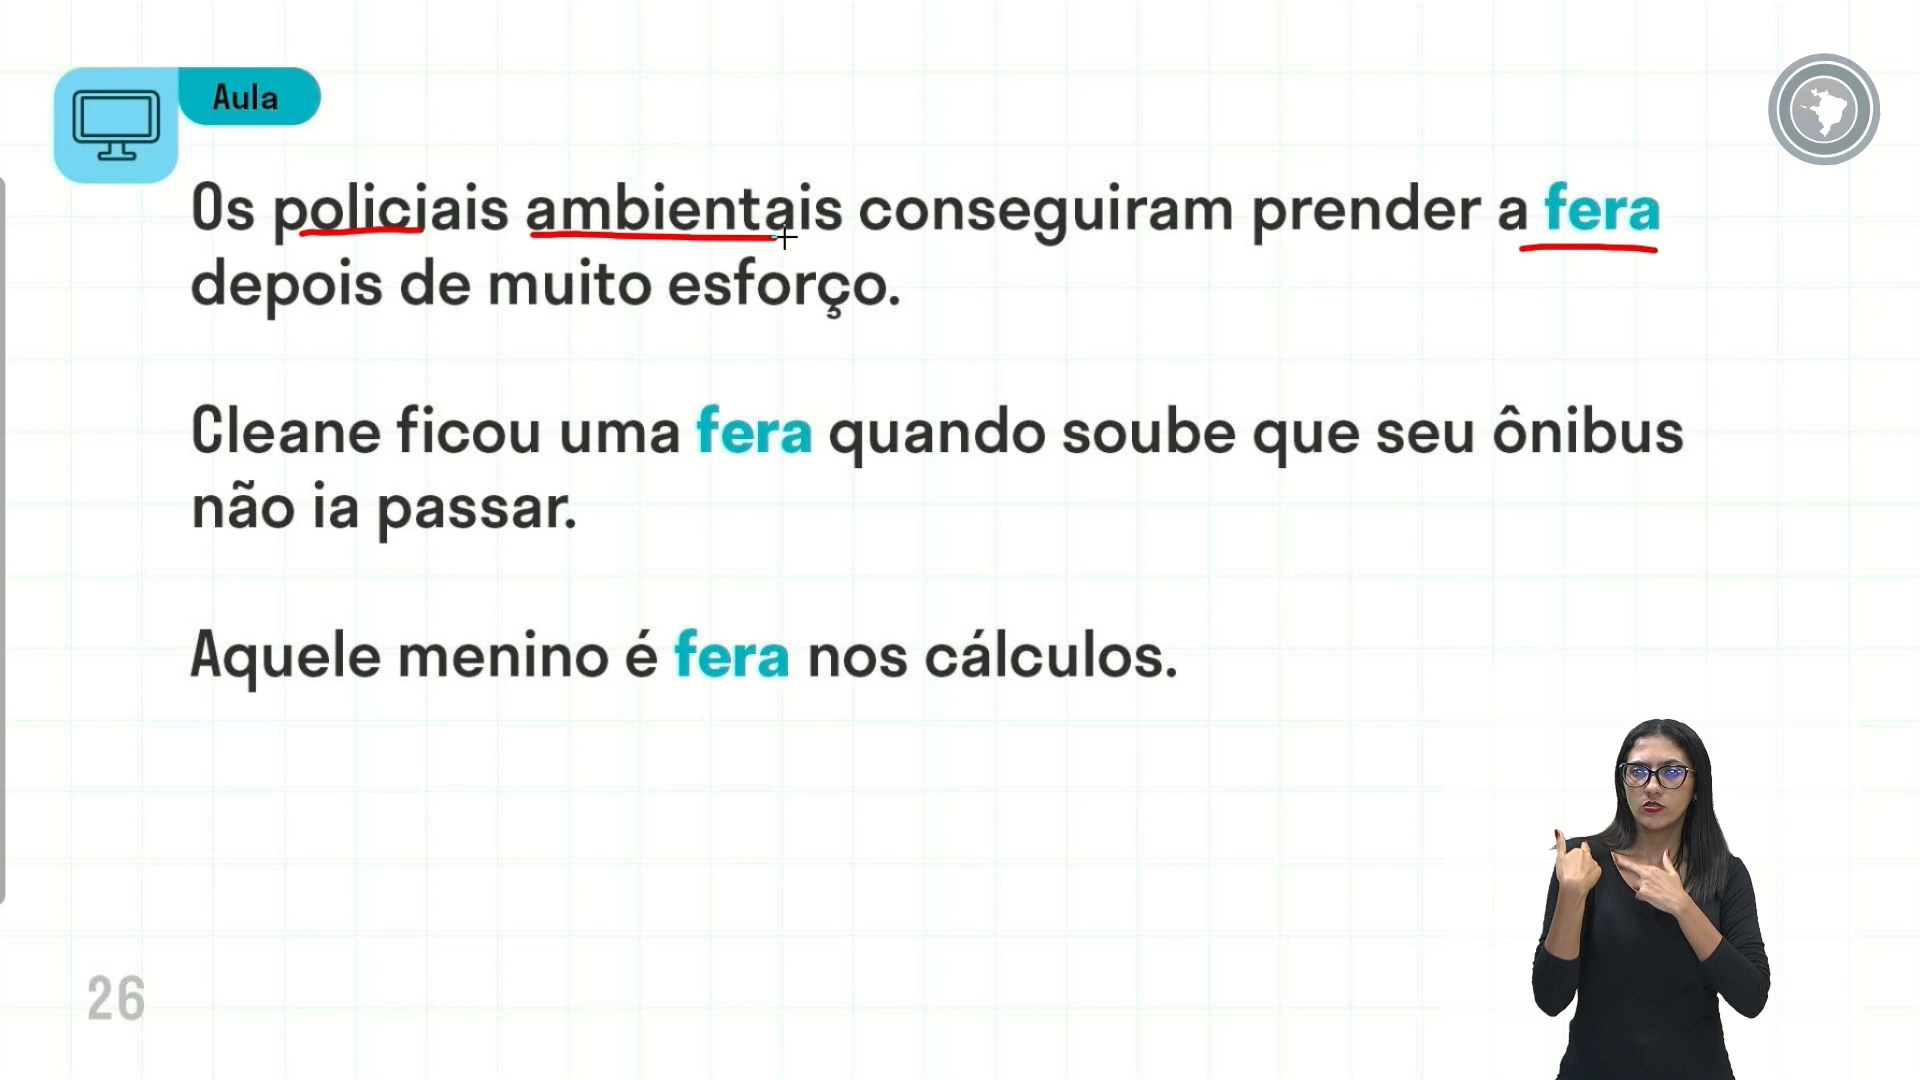 Aula
Os policiais ambientais conseguiram prender a fera
depois de muito esforço.
Cleane ficou uma fera quando soube que seu ônibus
não ia passar.
Aquele menino é fera nos cálculos.
26